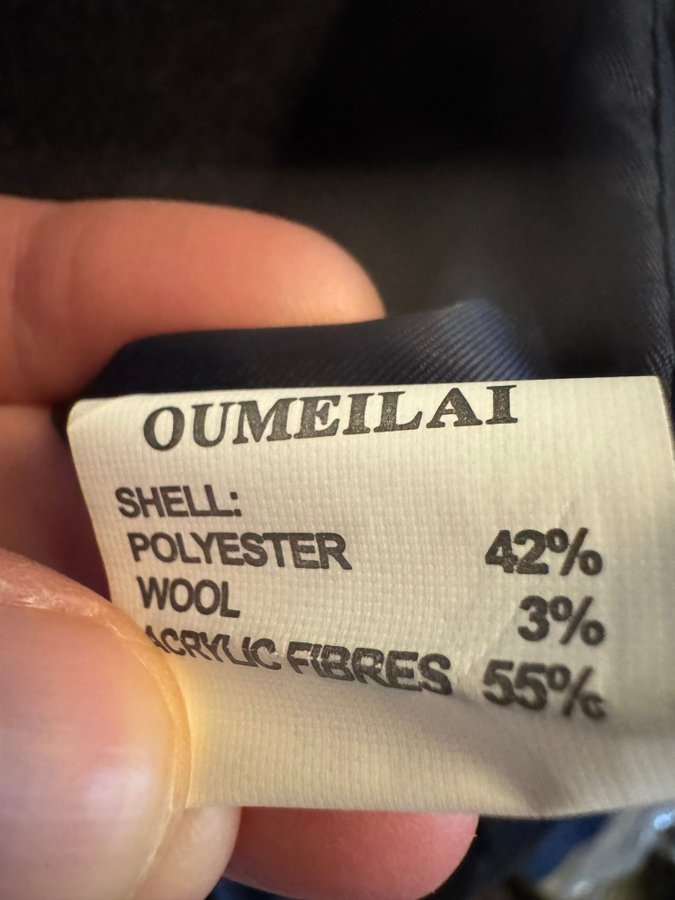 OUMEILAI
SHELL:
POLYESTER 42%
WOOL 3%
ACRYLIC FIBRES 55%